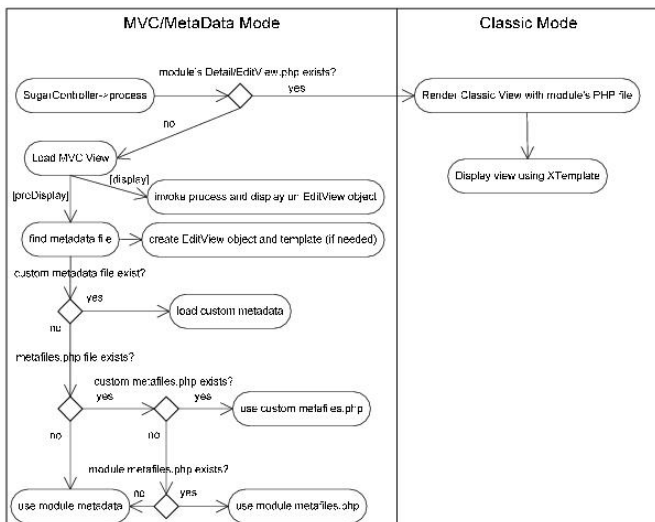 MVC/MetaData Mode
Classic Mode
module's Detail/EditView.php exists?
SugarController->process
yes
Render Classic View with module's PHP file
no
Load MVC View
Display view using XTemplate
[display]
[preDisplay]
invoke process and display on EditView object
find metadata file
create EditView object and template (if needed)
custom metadata file exist?
yes
load custom metadata
no
metafiles.php file exists?
custom metafiles.php exists?
yes
yes
use custom metafiles.php
no
no
module metafiles.php exists?
use module metadata
no
yes
use module metafiles.php